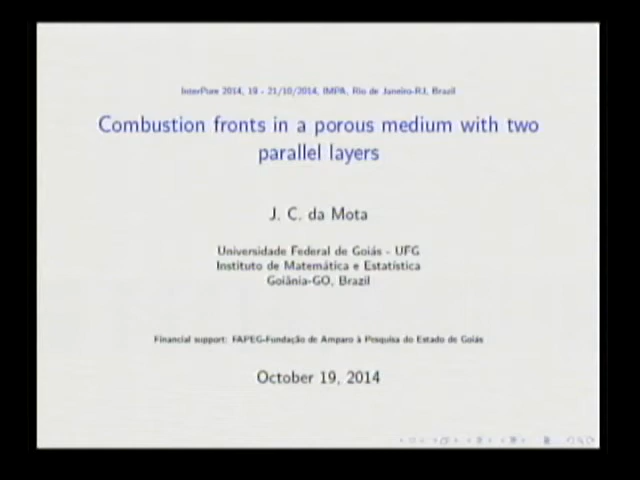 InterPore 2014, 19 - 21/10/2014, IMPA, Rio de Janeiro-RJ, Brazil
Combustion fronts in a porous medium with two
parallel layers
J. C. da Mota
Universidade Federal de Goiás - UFG
Instituto de Matemática e Estatística
Goiânia-GO, Brazil
Financial support: FAPEG-Fundação de Amparo à Pesquisa do Estado de Goiás
October 19, 2014